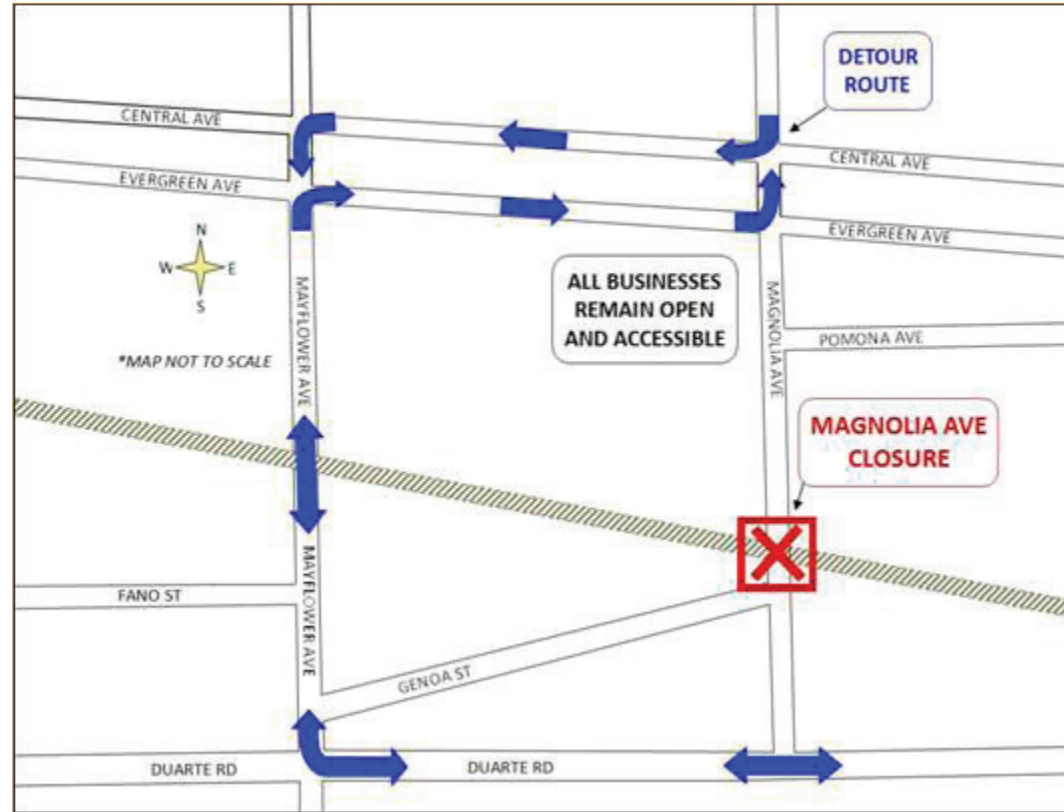 DETOUR
ROUTE
CENTRAL AVE
CENTRAL AVE
EVERGREEN AVE
EVERGREEN AVE
N
W E
S
ALL BUSINESSES
REMAIN OPEN
AND ACCESSIBLE
MAYFLOWER AVE
MAGNOLIA AVE
POMONA AVE
*MAP NOT TO SCALE
MAGNOLIA AVE
CLOSURE
MAYFLOWER AVE
FANO ST
GENOA ST
DUARTE RD
DUARTE RD